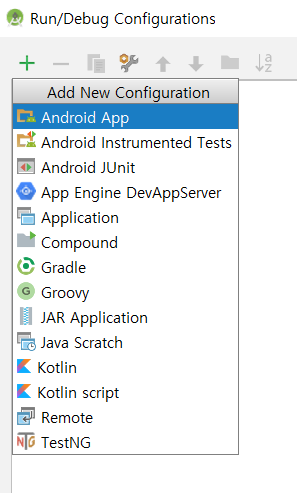 Run/Debug Configurations
Add New Configuration
Android App
Android Instrumented Tests
Android JUnit
App Engine DevAppServer
Application
Compound
Gradle
Groovy
JAR Application
Java Scratch
Kotlin
Kotlin script
Remote
TestNG